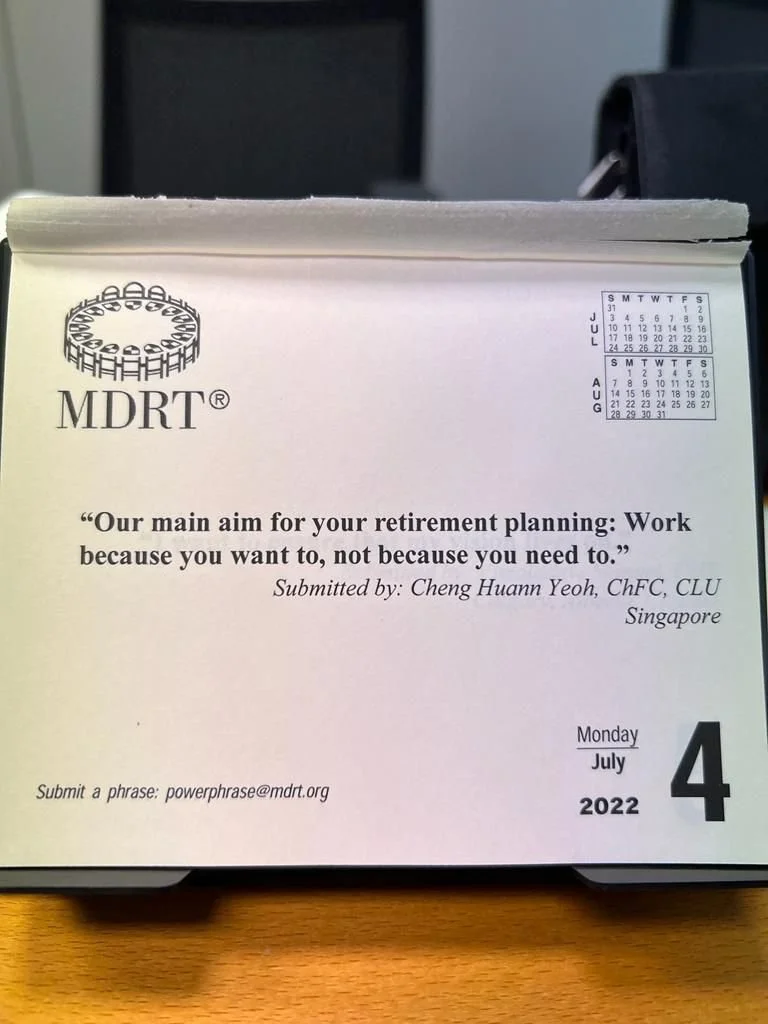 MDRT®
JUL
S M T W T F S
31 1 2
3 4 5 6 7 8 9
10 11 12 13 14 15 16
17 18 19 20 21 22 23
24 25 26 27 28 29 30
AUG
S M T W T F S
1 2 3 4 5 6
7 8 9 10 11 12 13
14 15 16 17 18 19 20
21 22 23 24 25 26 27
28 29 30 31
“Our main aim for your retirement planning: Work
because you want to, not because you need to.”
Submitted by: Cheng Huann Yeoh, ChFC, CLU
Singapore
Monday
July
2022
4
Submit a phrase: powerphrase@mdrt.org